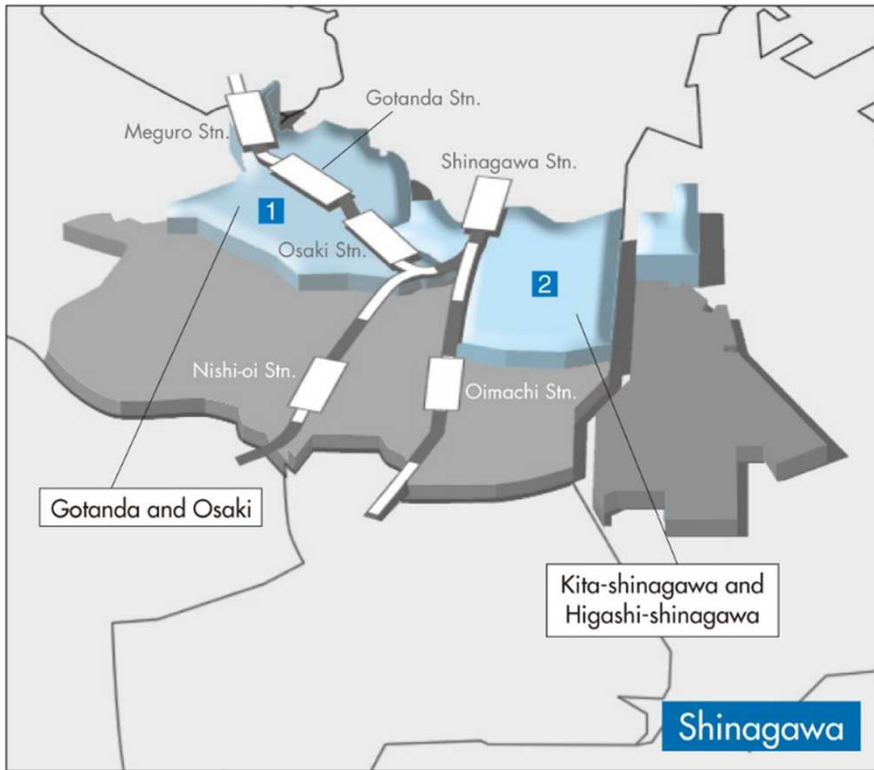 Gotanda Stn.
Meguro Stn.
Shinagawa Stn.
1
Osaki Stn.
2
Nishi-oi Stn.
Oimachi Stn.
Gotanda and Osaki
Kita-shinagawa and
Higashi-shinagawa
Shinagawa